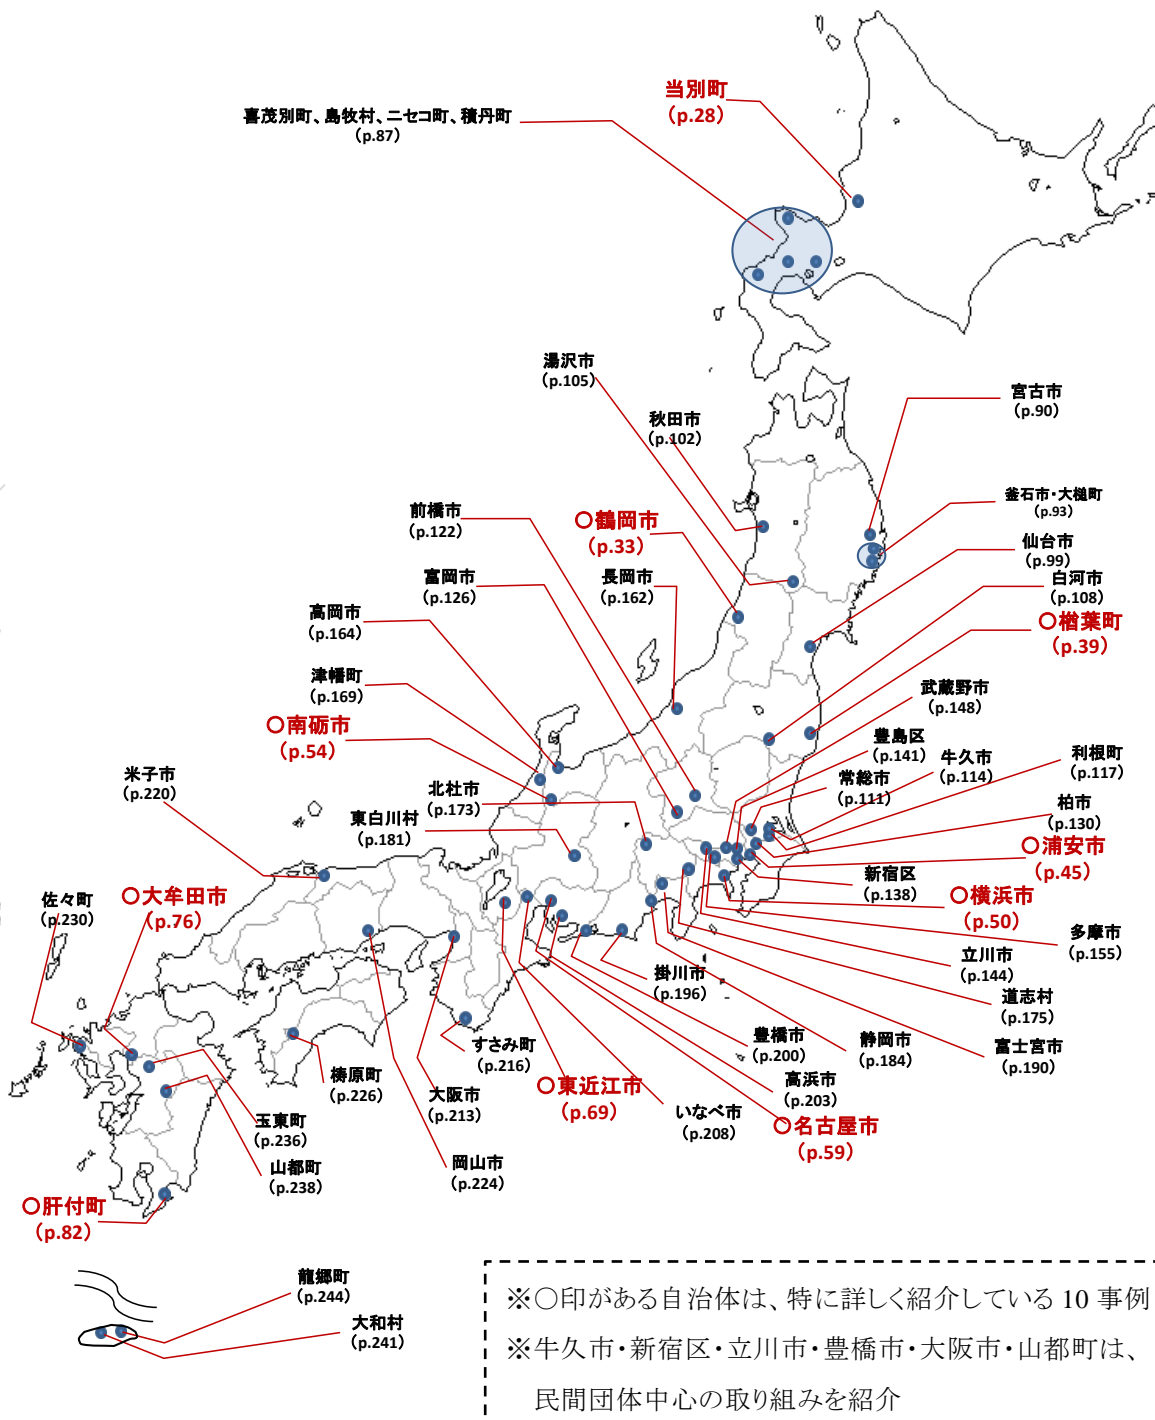 当別町
(p.28)
喜茂別町、島牧村、ニセコ町、積丹町
(p.87)
湯沢市
(p.105)
宮古市
(p.90)
秋田市
(p.102)
釜石市・大槌町
(p.93)
前橋市
(p.122)
○鶴岡市
(p.33)
仙台市
(p.99)
富岡市
(p.126)
長岡市
(p.162)
白河市
(p.108)
高岡市
(p.164)
○楢葉町
(p.39)
津幡町
(p.169)
武蔵野市
(p.148)
○南砺市
(p.54)
豊島区
(p.141)
牛久市
(p.114)
利根町
(p.117)
米子市
(p.220)
北杜市
(p.173)
常総市
(p.111)
柏市
(p.130)
東白川村
(p.181)
○浦安市
(p.45)
新宿区
(p.138)
佐々町
(p.230)
○大牟田市
(p.76)
○横浜市
(p.50)
多摩市
(p.155)
立川市
(p.144)
掛川市
(p.196)
道志村
(p.175)
すさみ町
(p.216)
豊橋市
(p.200)
静岡市
(p.184)
富士宮市
(p.190)
梼原町
(p.226)
大阪市
(p.213)
○東近江市
(p.69)
高浜市
(p.203)
いなべ市
(p.208)
○名古屋市
(p.59)
玉東町
(p.236)
山都町
(p.238)
岡山市
(p.224)
○肝付町
(p.82)
龍郷町
(p.244)
大和村
(p.241)
※○印がある自治体は、特に詳しく紹介している 10 事例
※牛久市・新宿区・立川市・豊橋市・大阪市・山都町は、
民間団体中心の取り組みを紹介